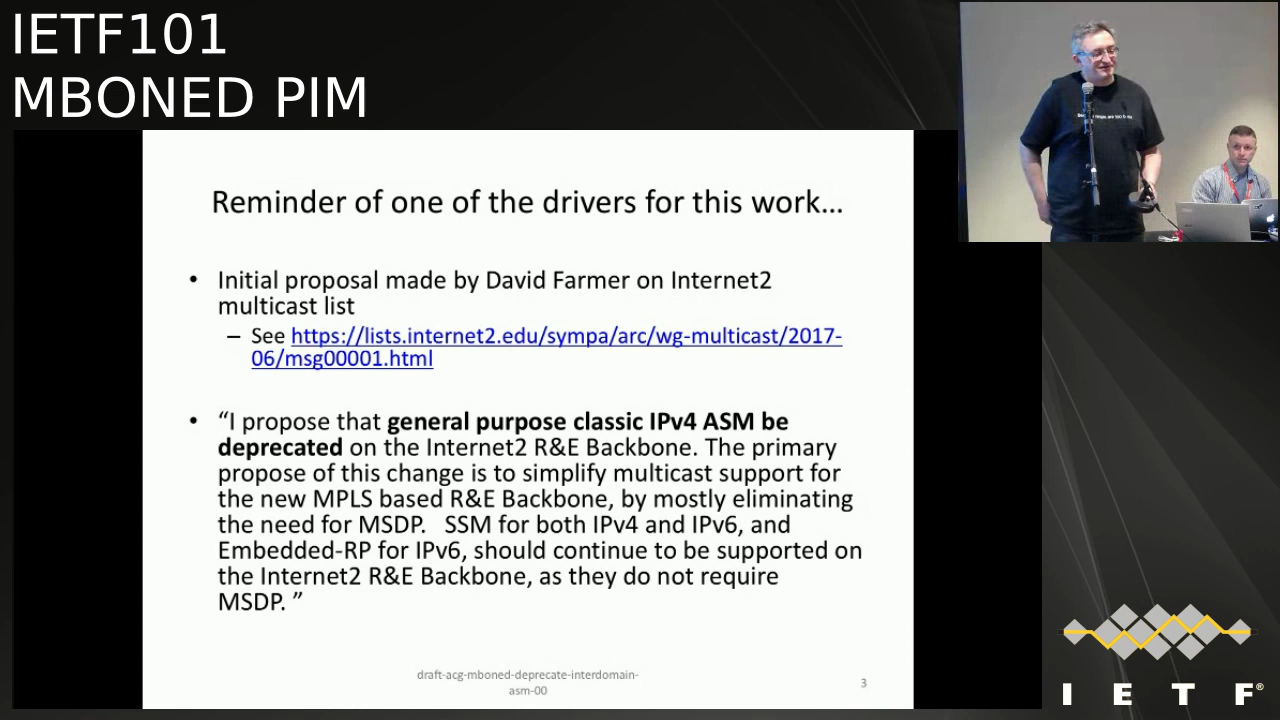 IETF101
MBONED PIM
Reminder of one of the drivers for this work…
• Initial proposal made by David Farmer on Internet2
multicast list
– See https://lists.internet2.edu/sympa/arc/wg-multicast/2017-
06/msg00001.html
• “I propose that general purpose classic IPv4 ASM be
deprecated on the Internet2 R&E Backbone. The primary
propose of this change is to simplify multicast support for
the new MPLS based R&E Backbone, by mostly eliminating
the need for MSDP.   SSM for both IPv4 and IPv6, and
Embedded-RP for IPv6, should continue to be supported on
the Internet2 R&E Backbone, as they do not require
MSDP. ”
draft-acg-mboned-deprecate-interdomain-
asm-00
3
I E T F®